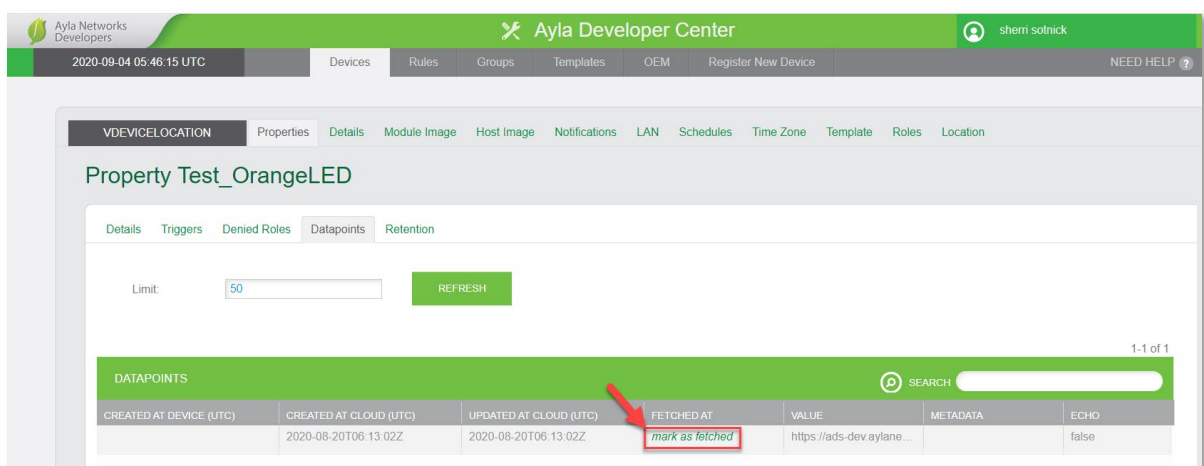 Ayla Networks
Developers
Ayla Developer Center
sherri sotnick
2020-09-04 05:46:15 UTC Devices Rules Groups Templates OEM Register New Device NEED HELP ?
VDEVICELOCATION Properties Details Module Image Host Image Notifications LAN Schedules Time Zone Template Roles Location
Property Test_OrangeLED
Details Triggers Denied Roles Datapoints Retention
Limit: 50 REFRESH
1-1 of 1
DATAPOINTS SEARCH
CREATED AT DEVICE (UTC) CREATED AT CLOUD (UTC) UPDATED AT CLOUD (UTC) FETCHED AT VALUE METADATA ECHO
2020-08-20T06:13:02Z 2020-08-20T06:13:02Z mark as fetched https://ads-dev.aylane... false